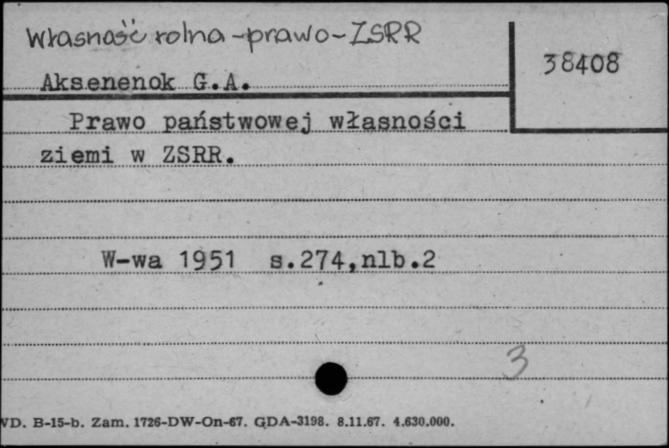 Własność rolna-prawo-ZSRR
38408
Aksenenok G.A.
Prawo państwowej własności
ziemi w ZSRR.
W-wa 1951 s.274,nlb.2
3
WD. B-15-b. Zam. 1726-DW-On-67. GDA-3198. 8.11.67. 4.630.000.